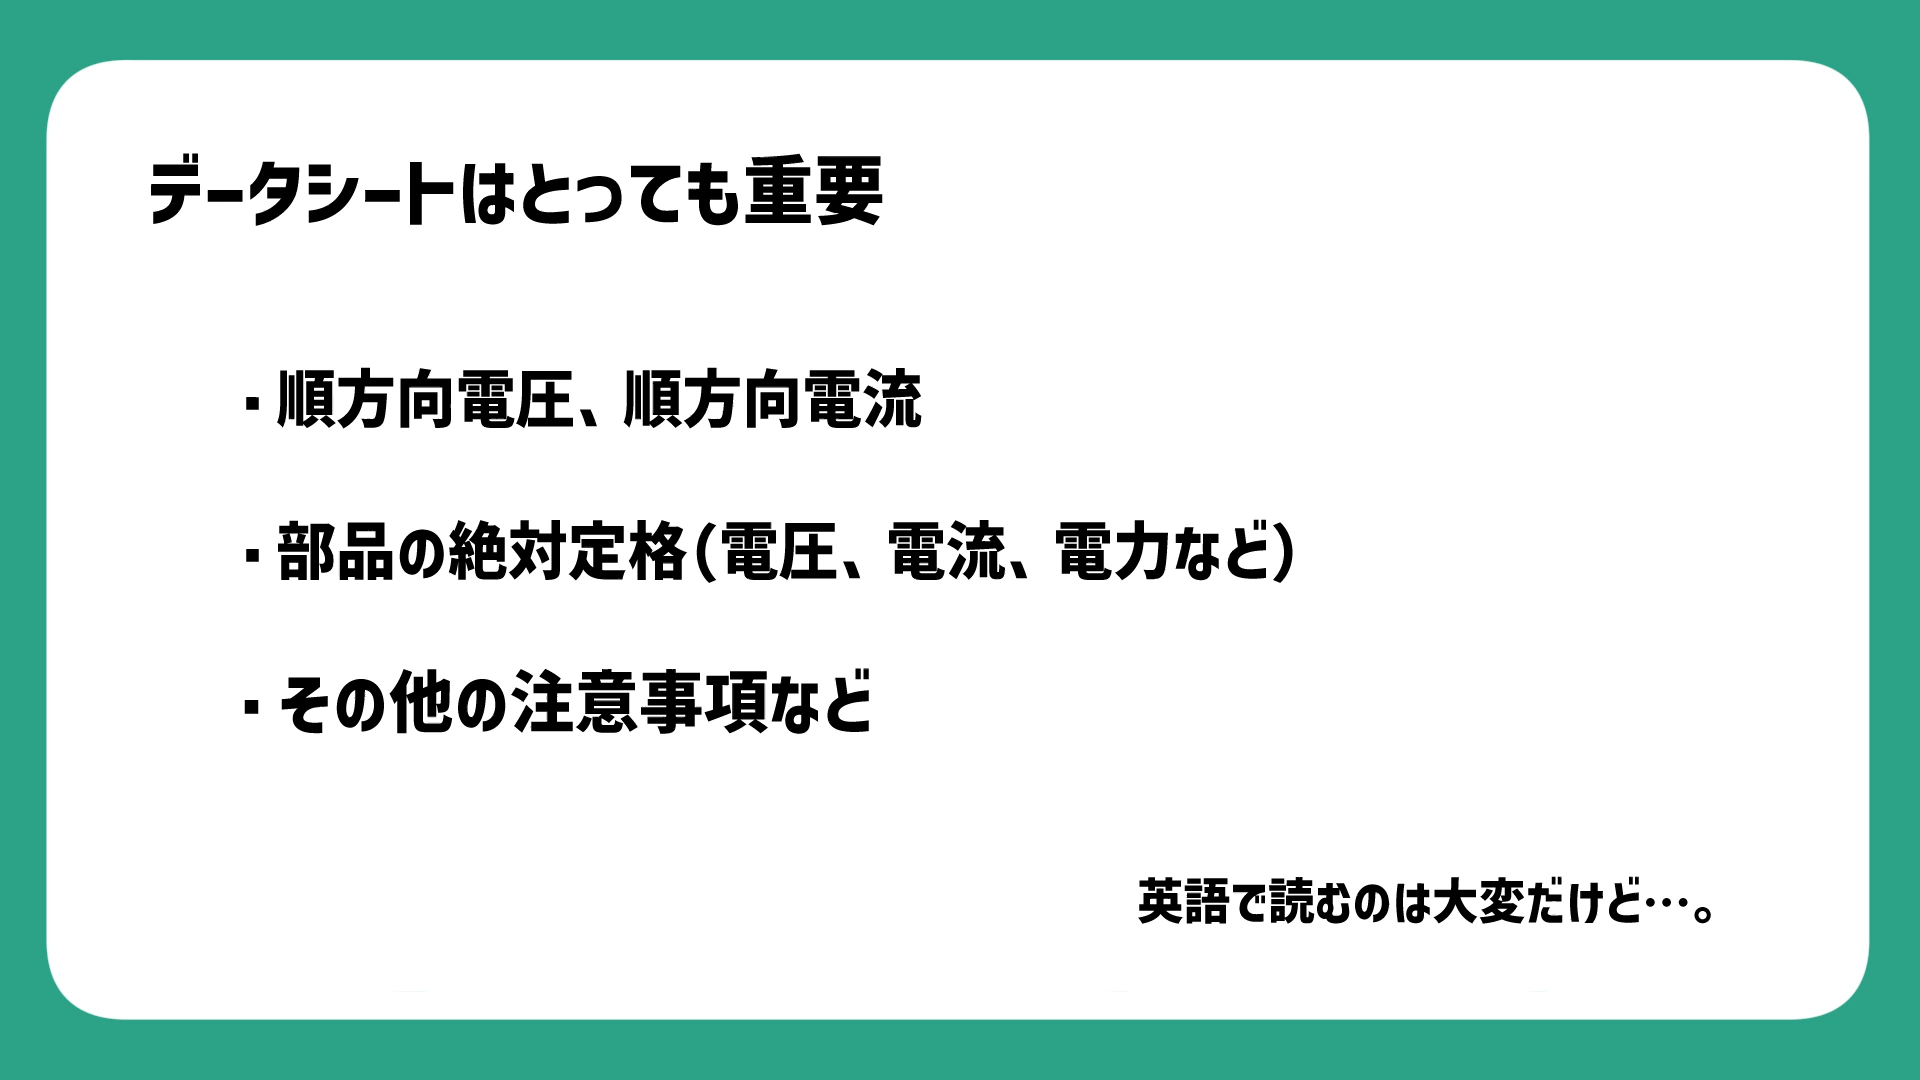 データシートはとっても重要
・順方向電圧、順方向電流
・部品の絶対定格(電圧、電流、電力など)
・その他の注意事項など
英語で読むのは大変だけど…。